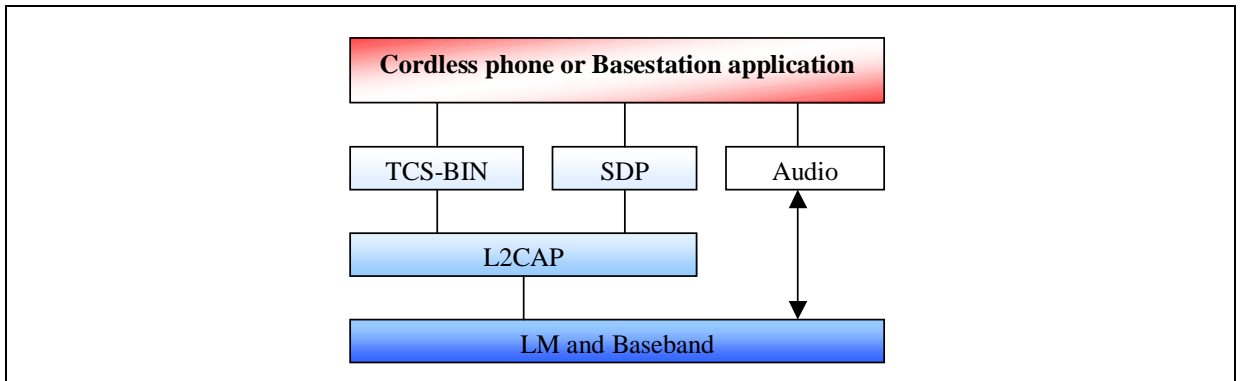 Cordless phone or Basestation application
TCS-BIN
SDP
Audio
L2CAP
LM and Baseband